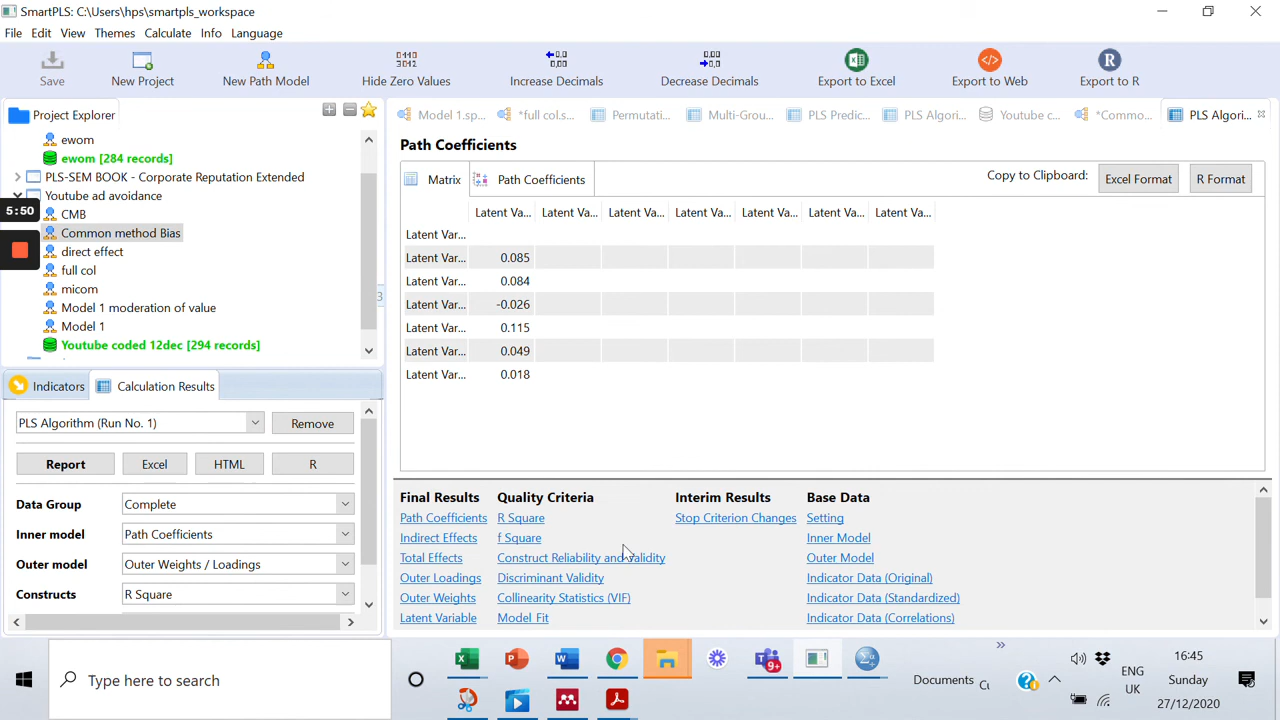 SmartPLS: C:\Users\hps\smartpls_workspace
File Edit View Themes Calculate Info Language
Save New Project New Path Model Hide Zero Values Increase Decimals Decrease Decimals Export to Excel Export to Web Export to R
Project Explorer
ewom
ewom [284 records]
PLS-SEM BOOK - Corporate Reputation Extended
Youtube ad avoidance
5:50
CMB
Common method Bias
direct effect
full col
micom
Model 1 moderation of value
Model 1
Youtube coded 12dec [294 records]
Indicators Calculation Results
PLS Algorithm (Run No. 1) Remove
Report Excel HTML R
Data Group Complete
Inner model Path Coefficients
Outer model Outer Weights / Loadings
Constructs R Square
Model 1.sp... *full col.s... Permutati... Multi-Grou... PLS Predic... PLS Algori... Youtube c... *Commo... PLS Algori...
Path Coefficients
Matrix Path Coefficients Copy to Clipboard: Excel Format R Format
Latent Va... Latent Va... Latent Va... Latent Va... Latent Va... Latent Va... Latent Va...
Latent Var...
Latent Var... 0.085
Latent Var... 0.084
Latent Var... -0.026
Latent Var... 0.115
Latent Var... 0.049
Latent Var... 0.018
3
Final Results Quality Criteria Interim Results Base Data
Path Coefficients R Square Stop Criterion Changes Setting
Indirect Effects f Square Inner Model
Total Effects Construct Reliability and Validity Outer Model
Outer Loadings Discriminant Validity Indicator Data (Original)
Outer Weights Collinearity Statistics (VIF) Indicator Data (Standardized)
Latent Variable Model Fit Indicator Data (Correlations)
Type here to search
9+
Documents
ENG
UK
16:45
Sunday
27/12/2020